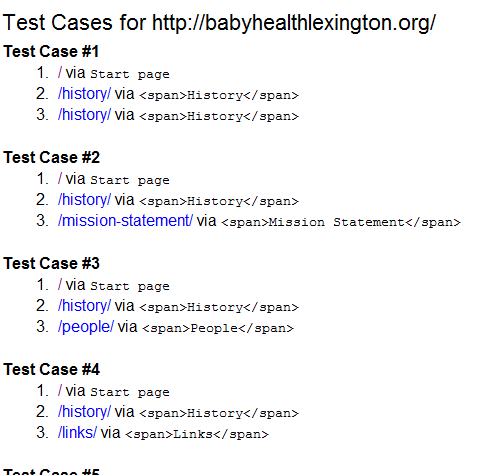 Test Cases for http://babyhealthlexington.org/
Test Case #1
1. / via Start page
2. /history/ via <span>History</span>
3. /history/ via <span>History</span>
Test Case #2
1. / via Start page
2. /history/ via <span>History</span>
3. /mission-statement/ via <span>Mission Statement</span>
Test Case #3
1. / via Start page
2. /history/ via <span>History</span>
3. /people/ via <span>People</span>
Test Case #4
1. / via Start page
2. /history/ via <span>History</span>
3. /links/ via <span>Links</span>
Test Case #5